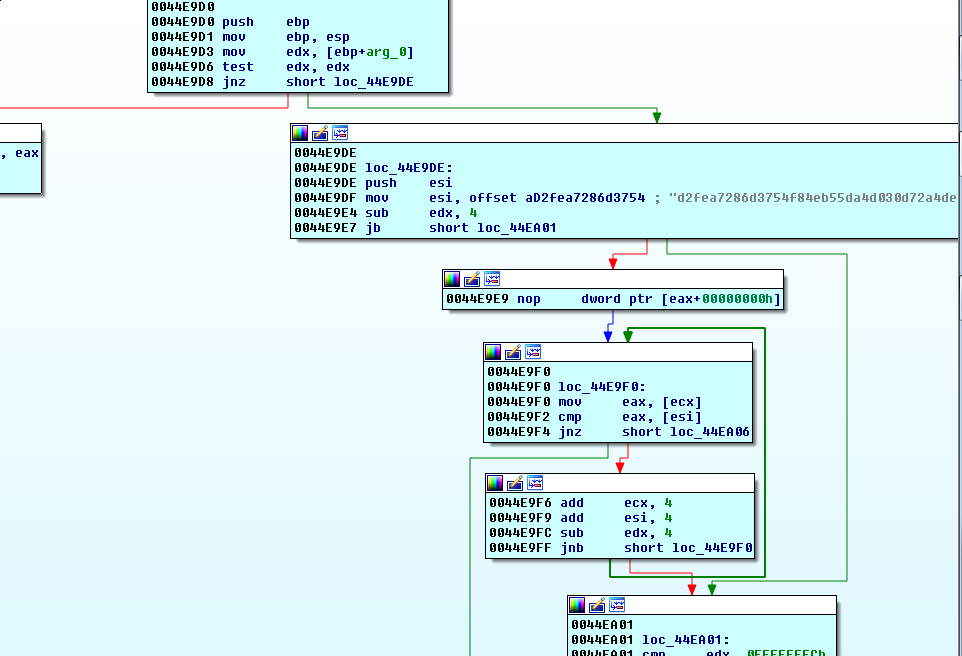 0044E9D0
0044E9D0 push ebp
0044E9D1 mov ebp, esp
0044E9D3 mov edx, [ebp+arg_0]
0044E9D6 test edx, edx
0044E9D8 jnz short loc_44E9DE
, eax
0044E9DE
0044E9DE loc_44E9DE:
0044E9DE push esi
0044E9DF mov esi, offset aD2fea7286d3754 ; "d2fea7286d3754f84eb55da4d030d72a4de
0044E9E4 sub edx, 4
0044E9E7 jb short loc_44EA01
0044E9E9 nop dword ptr [eax+00000000h]
0044E9F0
0044E9F0 loc_44E9F0:
0044E9F0 mov eax, [ecx]
0044E9F2 cmp eax, [esi]
0044E9F4 jnz short loc_44EA06
0044E9F6 add ecx, 4
0044E9F9 add esi, 4
0044E9FC sub edx, 4
0044E9FF jnb short loc_44E9F0
0044EA01
0044EA01 loc_44EA01:
0044EA01 cmp edx, 0FFFFFFFCh